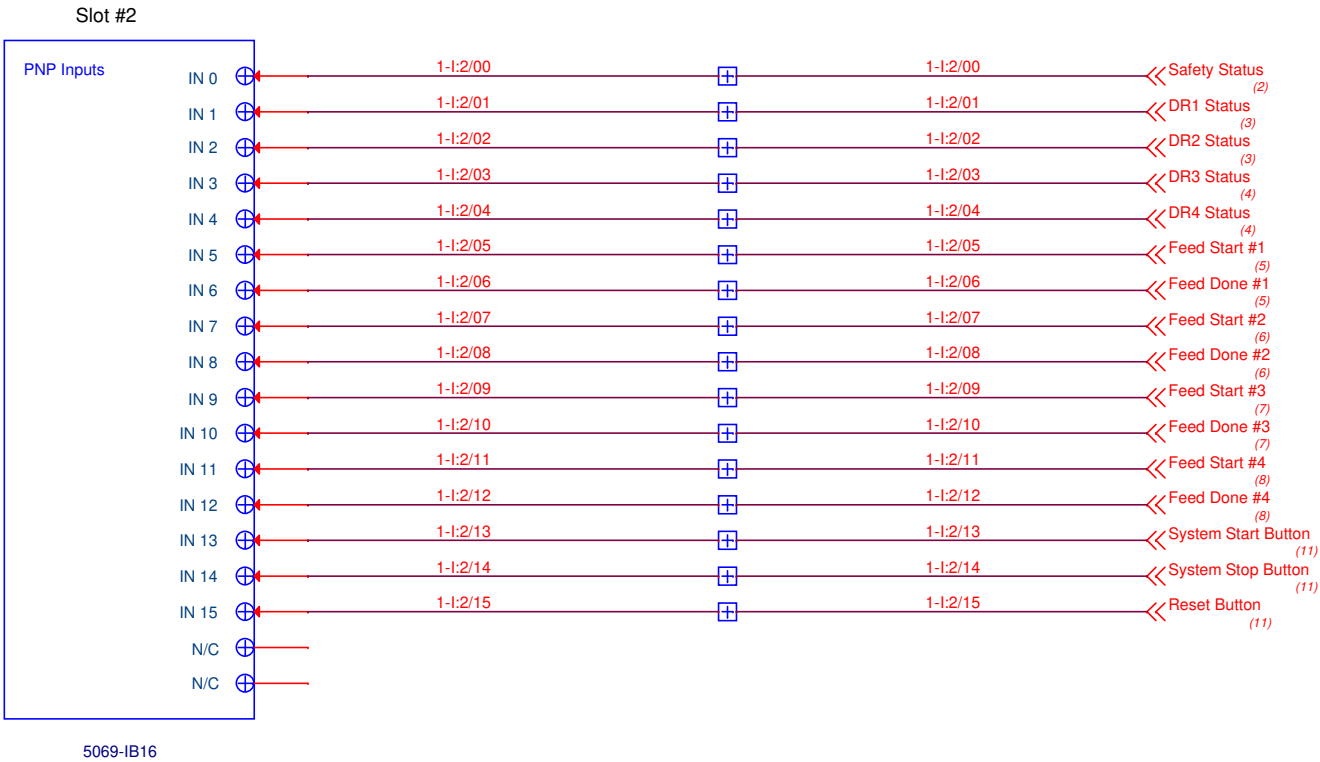 Slot #2
PNP Inputs
IN 0 1-I:2/00 1-I:2/00 Safety Status
(2)
IN 1 1-I:2/01 1-I:2/01 DR1 Status
(3)
IN 2 1-I:2/02 1-I:2/02 DR2 Status
(3)
IN 3 1-I:2/03 1-I:2/03 DR3 Status
(4)
IN 4 1-I:2/04 1-I:2/04 DR4 Status
(4)
IN 5 1-I:2/05 1-I:2/05 Feed Start #1
(5)
IN 6 1-I:2/06 1-I:2/06 Feed Done #1
(5)
IN 7 1-I:2/07 1-I:2/07 Feed Start #2
(6)
IN 8 1-I:2/08 1-I:2/08 Feed Done #2
(6)
IN 9 1-I:2/09 1-I:2/09 Feed Start #3
(7)
IN 10 1-I:2/10 1-I:2/10 Feed Done #3
(7)
IN 11 1-I:2/11 1-I:2/11 Feed Start #4
(8)
IN 12 1-I:2/12 1-I:2/12 Feed Done #4
(8)
IN 13 1-I:2/13 1-I:2/13 System Start Button
(11)
IN 14 1-I:2/14 1-I:2/14 System Stop Button
(11)
IN 15 1-I:2/15 1-I:2/15 Reset Button
(11)
N/C
N/C
5069-IB16